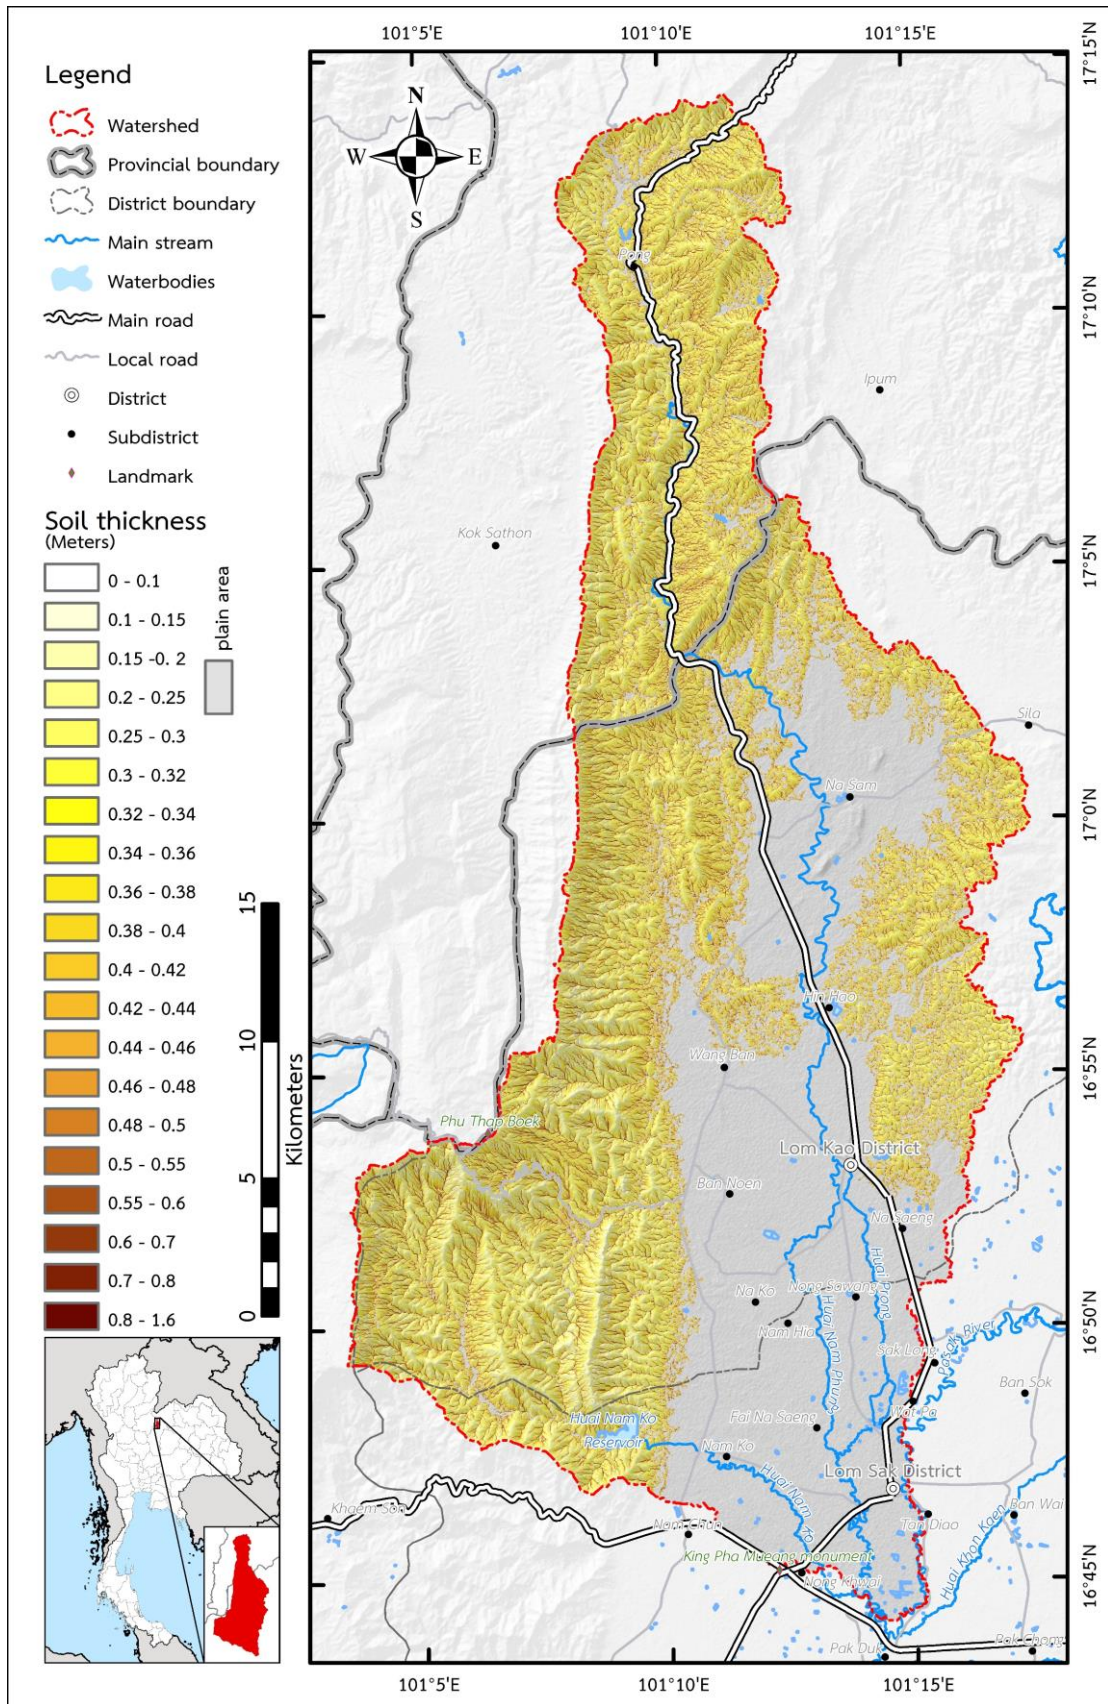 101°5'E
101°10'E
101°15'E
17°15'N
Legend
Watershed
Provincial boundary
District boundary
Main stream
Waterbodies
Main road
Local road
District
Subdistrict
Landmark
Soil thickness
(Meters)
0 - 0.1
0.1 - 0.15
0.15 -0. 2
0.2 - 0.25
0.25 - 0.3
0.3 - 0.32
0.32 - 0.34
0.34 - 0.36
0.36 - 0.38
0.38 - 0.4
0.4 - 0.42
0.42 - 0.44
0.44 - 0.46
0.46 - 0.48
0.48 - 0.5
0.5 - 0.55
0.55 - 0.6
0.6 - 0.7
0.7 - 0.8
0.8 - 1.6
plain area
15
10
5
0
Kilometers
N
W
E
S
Pong
17°10'N
Ipum
Kok Sathon
17°5'N
Sila
Na Sam
17°0'N
Hin Hao
Wang Ban
16°55'N
Phu Thap Boek
Lom Kao District
Ban Noen
Na Saeng
Huai Prong
Na Ko
Nong Sawang
Nam Hia
Huai Nam Phung
16°50'N
Sak Long
Pasak River
Ban Sok
Wat Pa
Huai Nam Ko
Reservoir
Fai Na Saeng
Nam Ko
Lom Sak District
Huai Nam
Khaem Son
Nam Chun
Tan Diao
Ban Wai
Huai Khon Kaen
King Pha Mueang monument
Nong Khwai
16°45'N
Pak Duk
Pak Chong
101°5'E
101°10'E
101°15'E